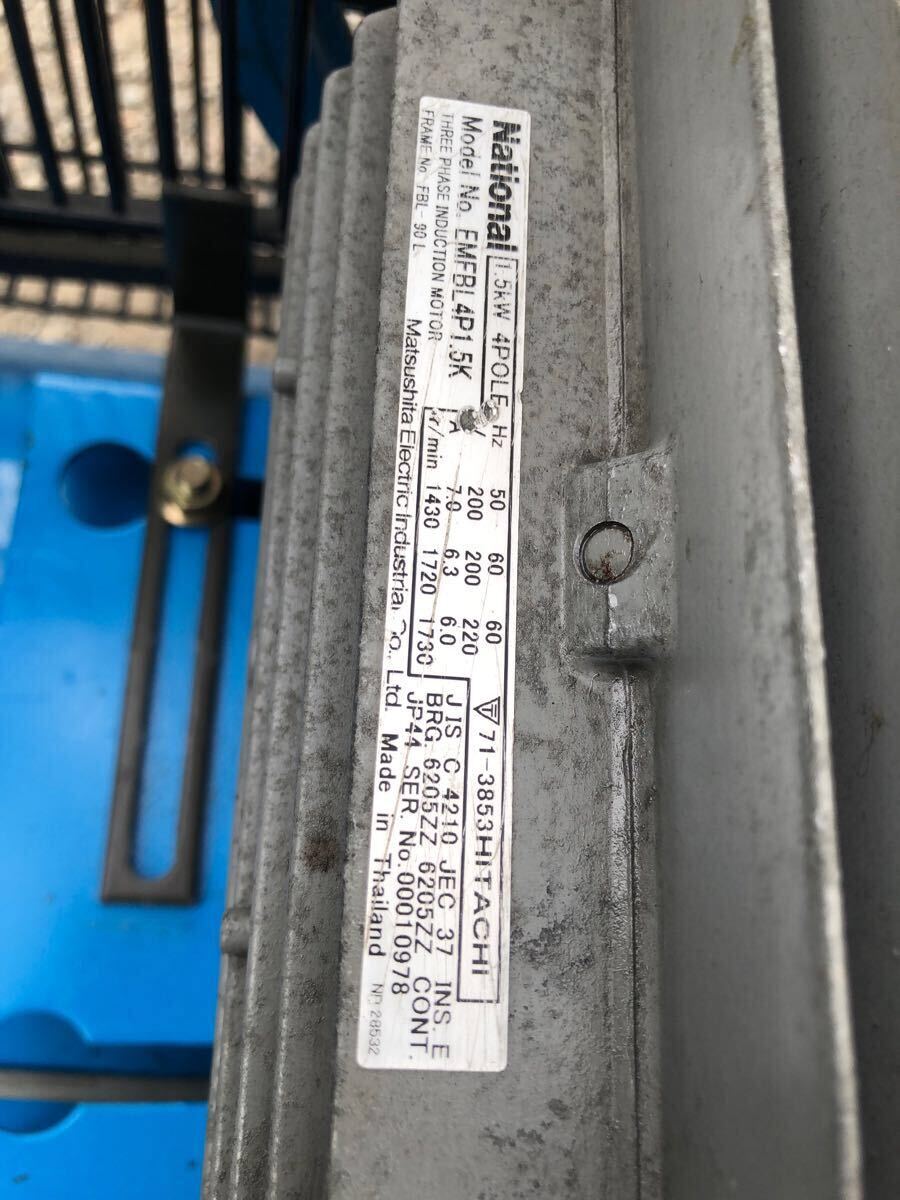 National 1.5kW 4POLE
Model No. EMFBL4P1.5K
THREE PHASE INDUCTION MOTOR
FRAME No. FBL-90L
Hz 50 60 60
V 200 200 220
A 7.0 6.3 6.0
r/min 1430 1720 1730
71-3853HITACHI
JIS C 4210 JEC 37 INS. E
BRG. 6205ZZ 6205ZZ CONT.
JP44 SER. No.00010978
Matsushita Electric Industrial Co., Ltd. Made in Thailand
28532